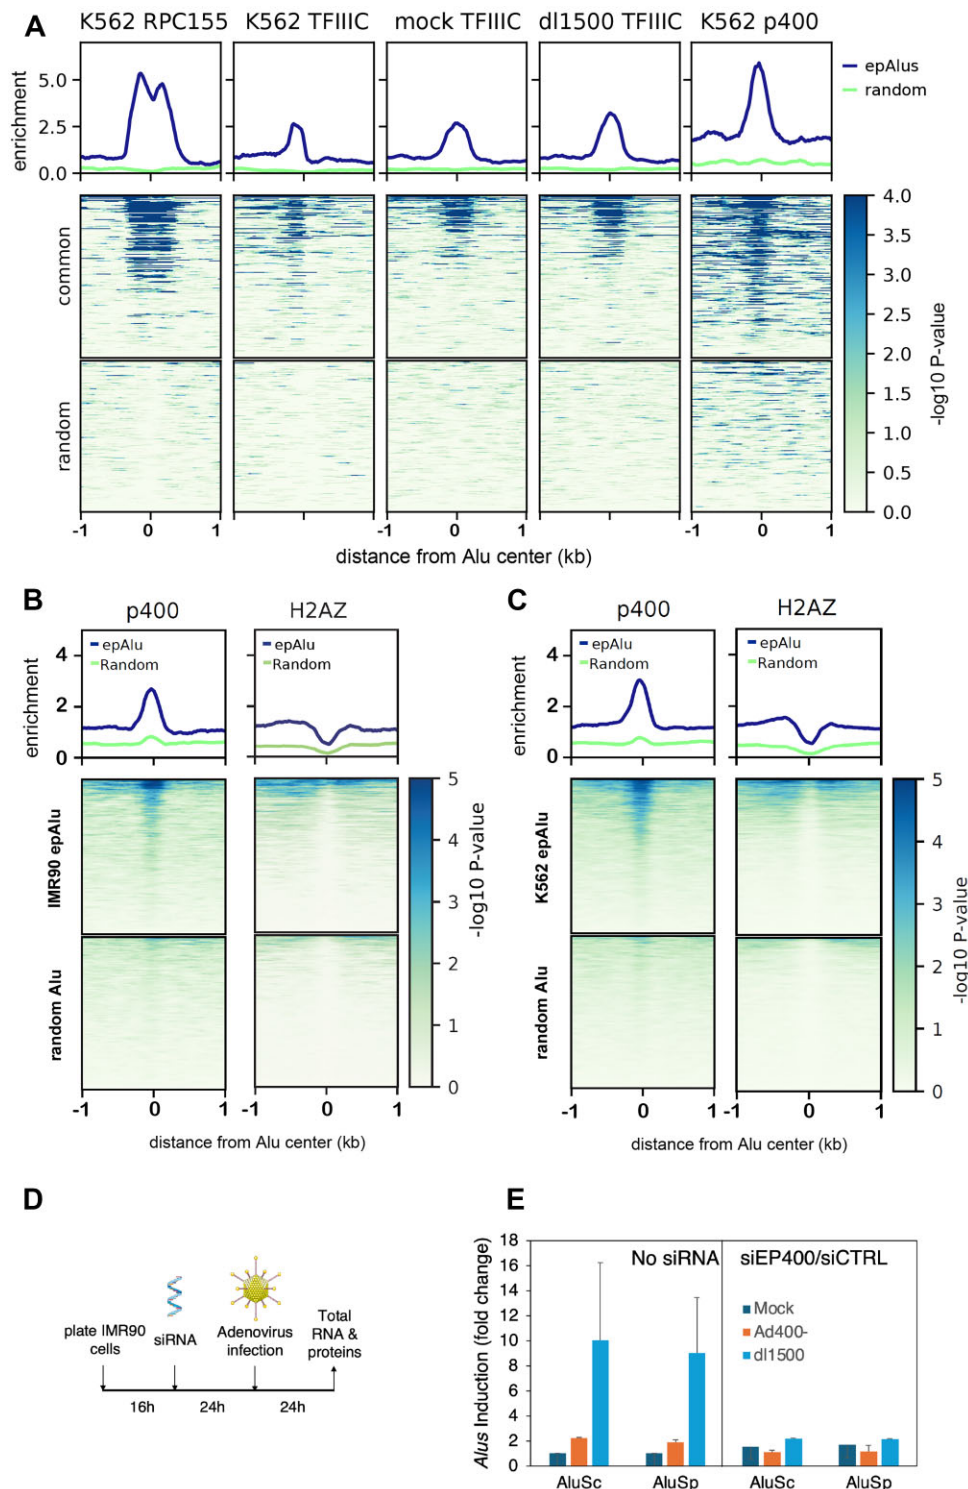 A
K562 RPC155 K562 TFIIIC mock TFIIIC dl1500 TFIIIC K562 p400
enrichment
5.0
2.5
0.0
epAlus
random
common
random
4.0
3.5
3.0
2.5
2.0
1.5
1.0
0.5
0.0
-log10 P-value
-1 0 1 -1 0 1
distance from Alu center (kb)
B
p400 H2AZ
enrichment
4
2
0
epAlu
Random
epAlu
Random
IMR90 epAlu
random Alu
5
4
3
2
1
0
-log10 P-value
-1 0 1 -1 0 1
distance from Alu center (kb)
C
p400 H2AZ
enrichment
4
2
0
epAlu
Random
epAlu
Random
K562 epAlu
random Alu
5
4
3
2
1
0
-log10 P-value
-1 0 1 -1 0 1
distance from Alu center (kb)
D
plate IMR90
cells
siRNA
Adenovirus
infection
Total
RNA &
proteins
16h 24h 24h
E
Alus Induction (fold change)
18
16
14
12
10
8
6
4
2
0
No siRNA siEP400/siCTRL
Mock
Ad400-
dl1500
AluSc AluSp AluSc AluSp